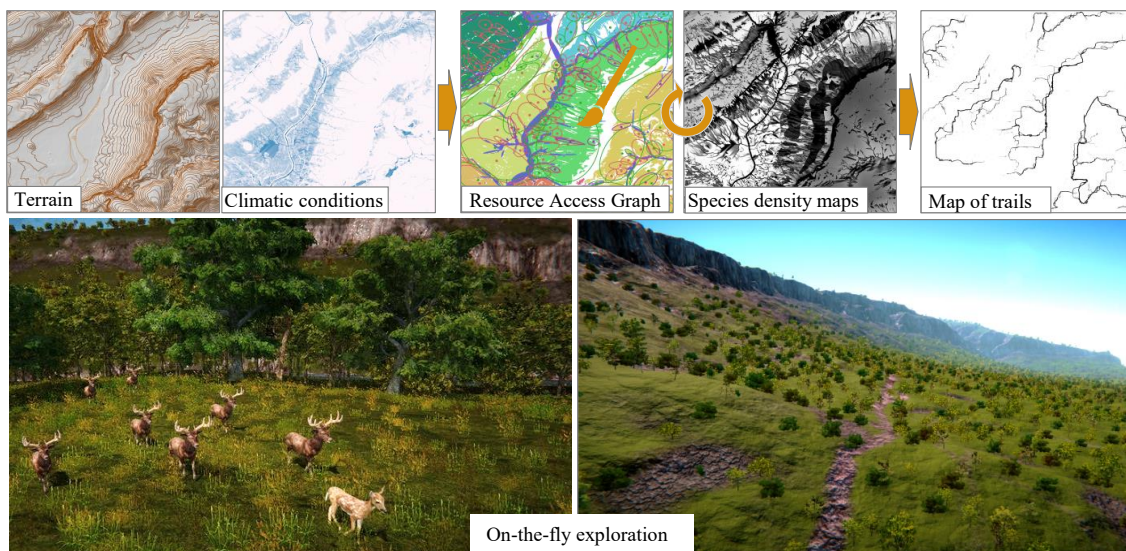 Terrain
Climatic conditions
Resource Access Graph
Species density maps
Map of trails
On-the-fly exploration